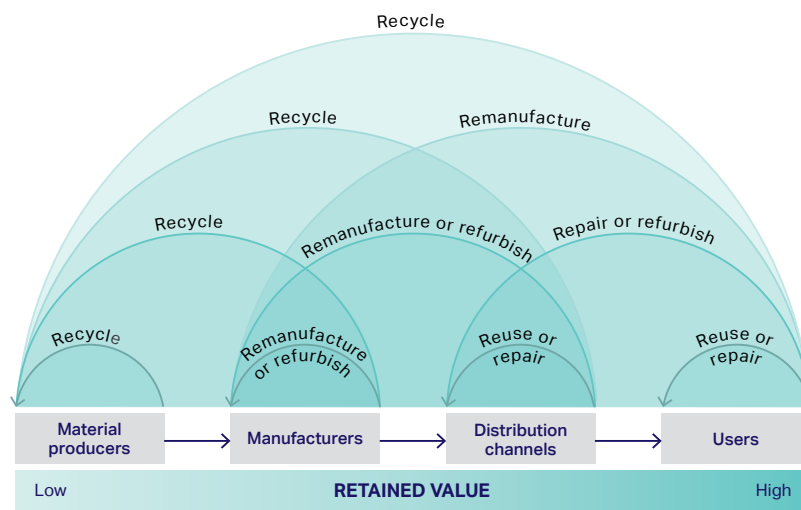 Recycle
Recycle
Remanufacture
Recycle
Remanufacture or refurbish
Repair or refurbish
Recycle
Remanufacture
or refurbish
Reuse or
repair
Reuse or
repair
Material
producers
Manufacturers
Distribution
channels
Users
Low
RETAINED VALUE
High